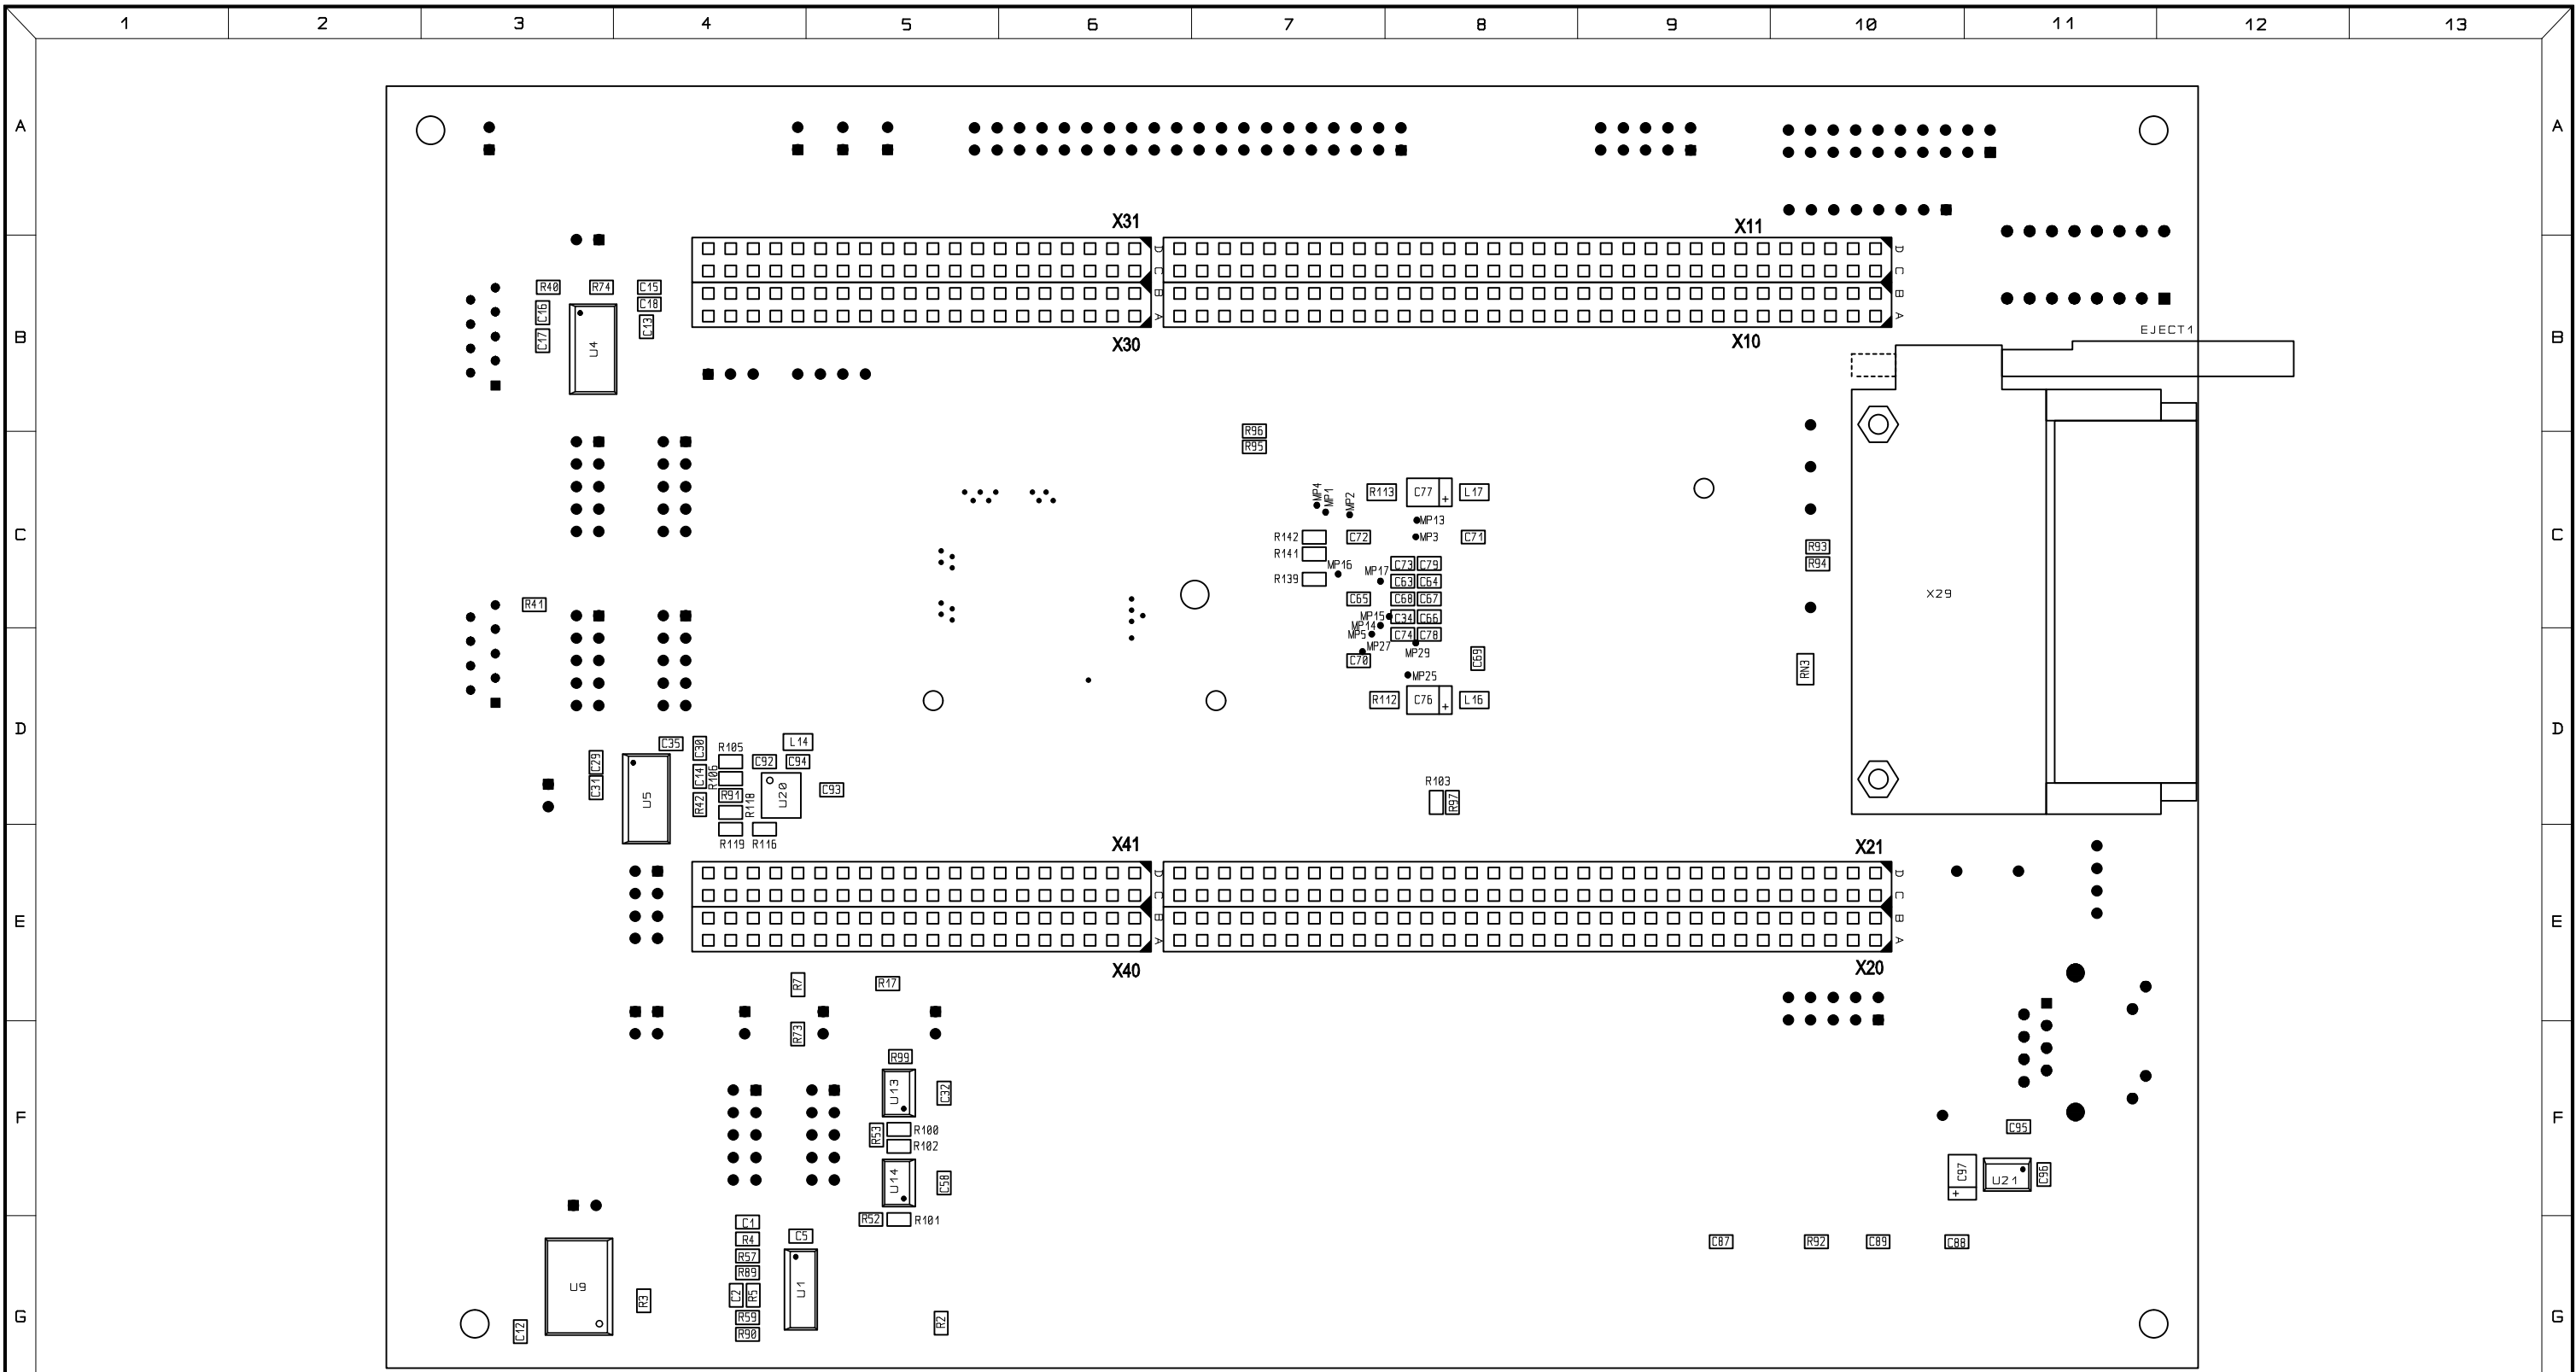 1 2 3 4 5 6 7 8 9 10 11 12 13
A A
X31 X11
D D
C C
B B
A A
X30 X10
R40 R74 C15
C16 C18
C17 U4 C13
B B
EJECT1
R96
R95
MP4 MP1 MP2 R113 C77 + L17
MP13
R142 C72 MP3 C71
C C
R141
MP16 MP17 C73 C79
R139 C63 C64
R93
R94
X29
R41
C65 C68 C67
MP15 C34 C66
MP14
MP5 C74 C78
MP27 MP29
C70 C69
RN3
MP25
R112 C76 + L16
D D
C35 C30 R105 L14
C29 C14 R106 C92 C94
C31 U5 R42 R91 R118 U20 C93
R103
R97
R119 R116
X41 X21
D D
C C
B B
A A
E E
X40 X20
R7 R17
R73
R99
U13 C32
F F
R53 R100
R102
U14 C58
C95
C97 + U21 C96
R52 R101
C1
R4 C5
R57
R89
C87 R92 C89 C88
U9 R3 C2 R5 U1
R59
R90
C12 R2
G G